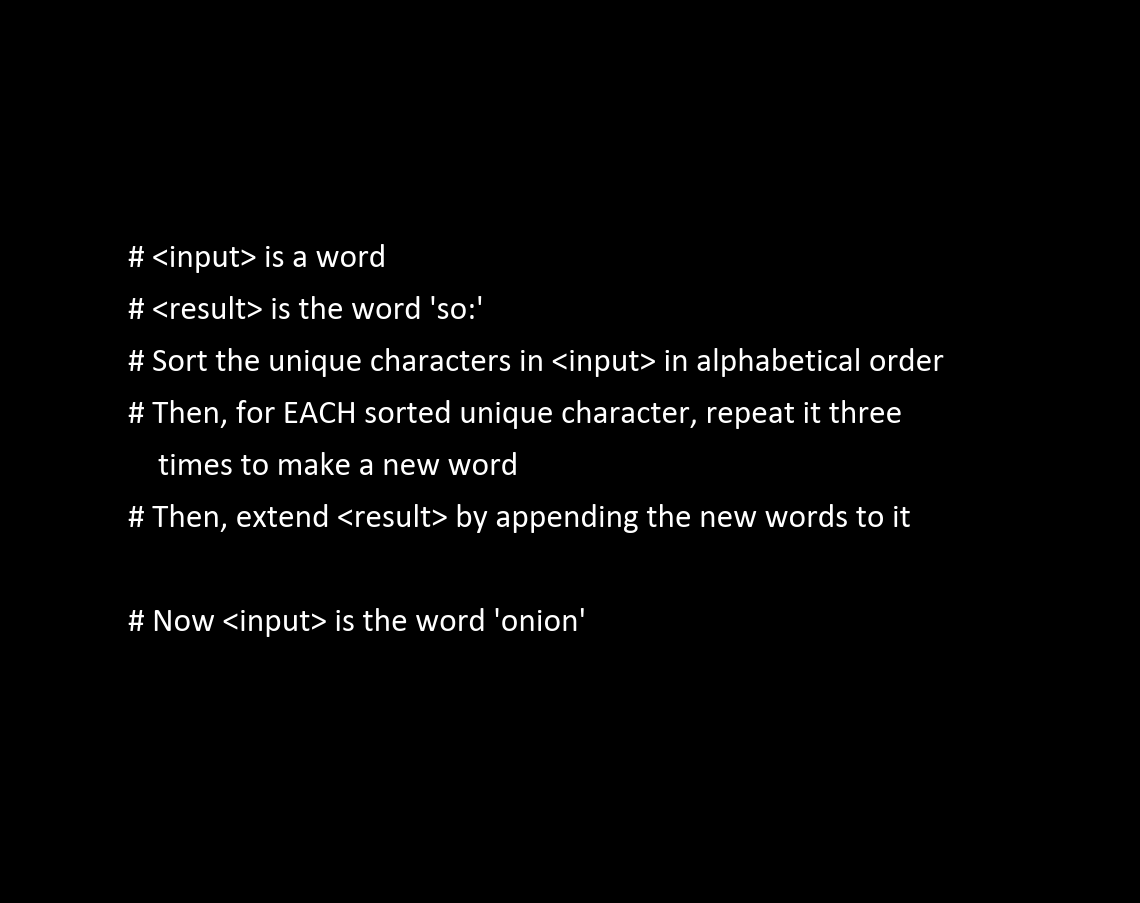 # <input> is a word
# <result> is the word 'so:'
# Sort the unique characters in <input> in alphabetical order
# Then, for EACH sorted unique character, repeat it three
times to make a new word
# Then, extend <result> by appending the new words to it
# Now <input> is the word 'onion'